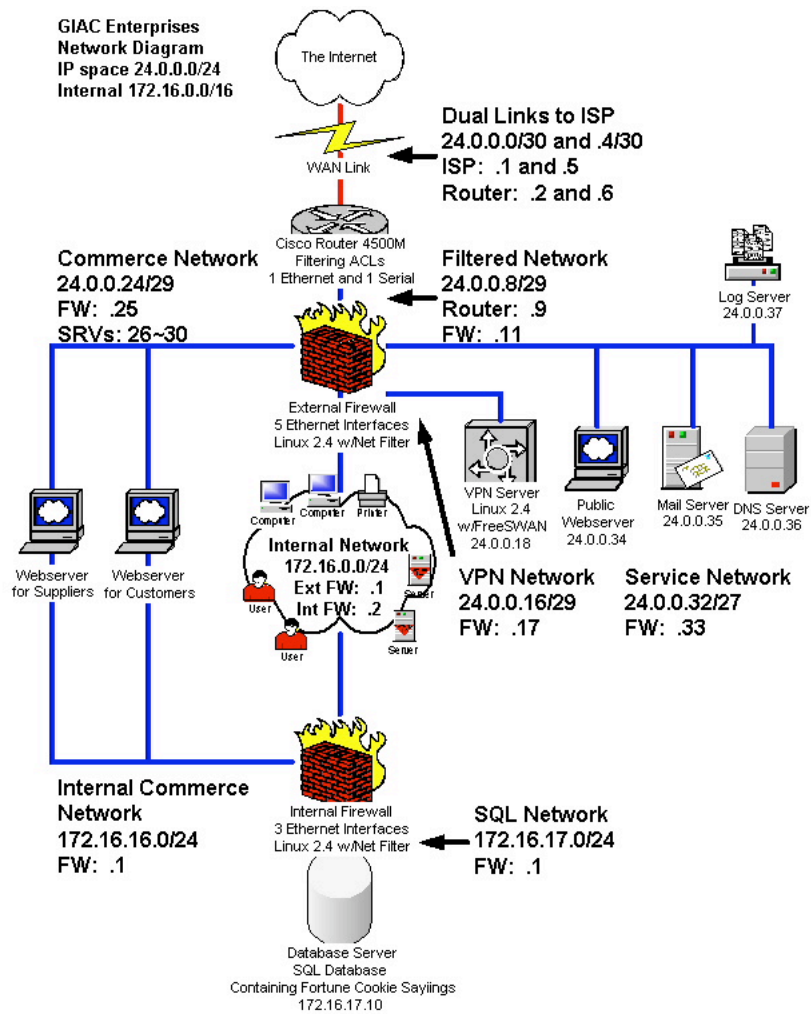 GIAC Enterprises
Network Diagram
IP space 24.0.0.0/24
Internal 172.16.0.0/16
The Internet
WAN Link
Dual Links to ISP
24.0.0.0/30 and .4/30
ISP: .1 and .5
Router: .2 and .6
Cisco Router 4500M
Filtering ACLs
1 Ethernet and 1 Serial
Commerce Network
24.0.0.24/29
FW: .25
SRVs: 26~30
Filtered Network
24.0.0.8/29
Router: .9
FW: .11
Log Server
24.0.0.37
External Firewall
5 Ethernet Interfaces
Linux 2.4 w/Net Filter
VPN Server
Linux 2.4
w/FreeSWAN
24.0.0.18
Public
Webserver
24.0.0.34
Mail Server
24.0.0.35
DNS Server
24.0.0.36
Computer
Computer
Printer
Internal Network
172.16.0.0/24
Ext FW: .1
Int FW: .2
User
User
Server
Server
Webserver
for Suppliers
Webserver
for Customers
VPN Network
24.0.0.16/29
FW: .17
Service Network
24.0.0.32/27
FW: .33
Internal Commerce
Network
172.16.16.0/24
FW: .1
Internal Firewall
3 Ethernet Interfaces
Linux 2.4 w/Net Filter
SQL Network
172.16.17.0/24
FW: .1
Database Server
SQL Database
Containing Fortune Cookie Sayiings
172.16.17.10